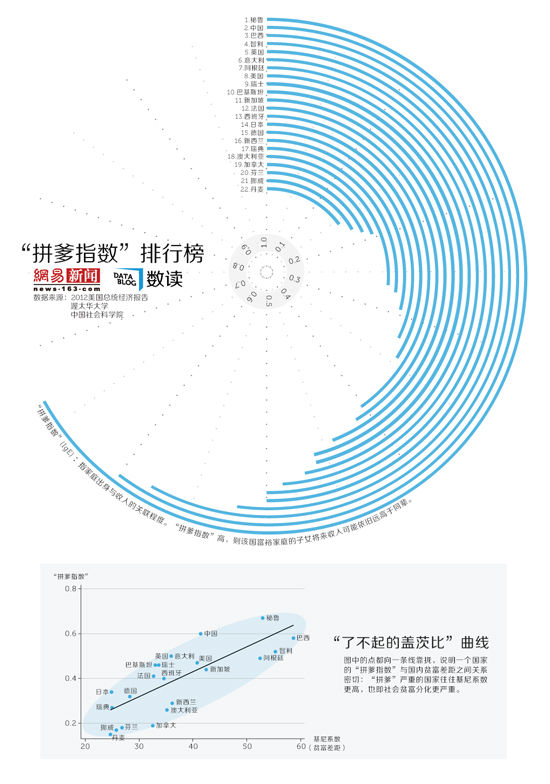 1.秘鲁
2.中国
3.巴西
4.智利
5.英国
6.意大利
7.阿根廷
8.美国
9.瑞士
10.巴基斯坦
11.新加坡
12.法国
13.西班牙
14.日本
15.德国
16.新西兰
17.瑞典
18.澳大利亚
19.加拿大
20.芬兰
21.挪威
22.丹麦
1.0
0.1
0.2
0.3
0.4
0.5
0.6
0.7
0.8
0.9
“拼爹指数”排行榜
網易 新闻
news·163·com
DATA BLOG
数读
数据来源：2012美国总统经济报告
渥太华大学
中国社会科学院
“拼爹指数”（IgE）：指家庭出身与收入的关联程度。“拼爹指数”高，则该国富裕家庭的子女将来收入可能依旧远高于同辈。
“拼爹指数”
0.8
0.6
0.4
0.2
秘鲁
中国
巴西
智利
英国
意大利
阿根廷
美国
巴基斯坦
瑞士
新加坡
法国
西班牙
日本
德国
新西兰
瑞典
澳大利亚
加拿大
挪威
芬兰
丹麦
20
30
40
50
60
基尼系数
（贫富差距）
“了不起的盖茨比”曲线
图中的点都向一条线靠拢，说明一个国家
的“拼爹指数”与国内贫富差距之间关系
密切：“拼爹”严重的国家往往基尼系数
更高，也即社会贫富分化更严重。